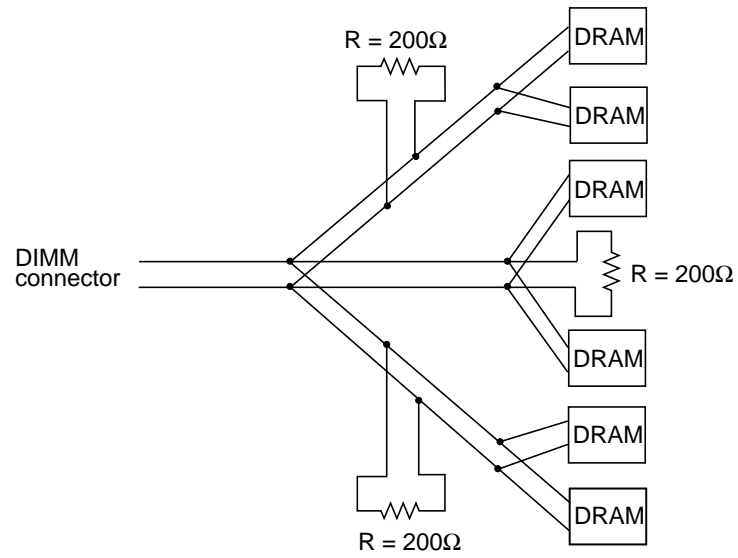 R = 200Ω
DRAM
DRAM
DRAM
DIMM
connector
R = 200Ω
DRAM
DRAM
DRAM
R = 200Ω